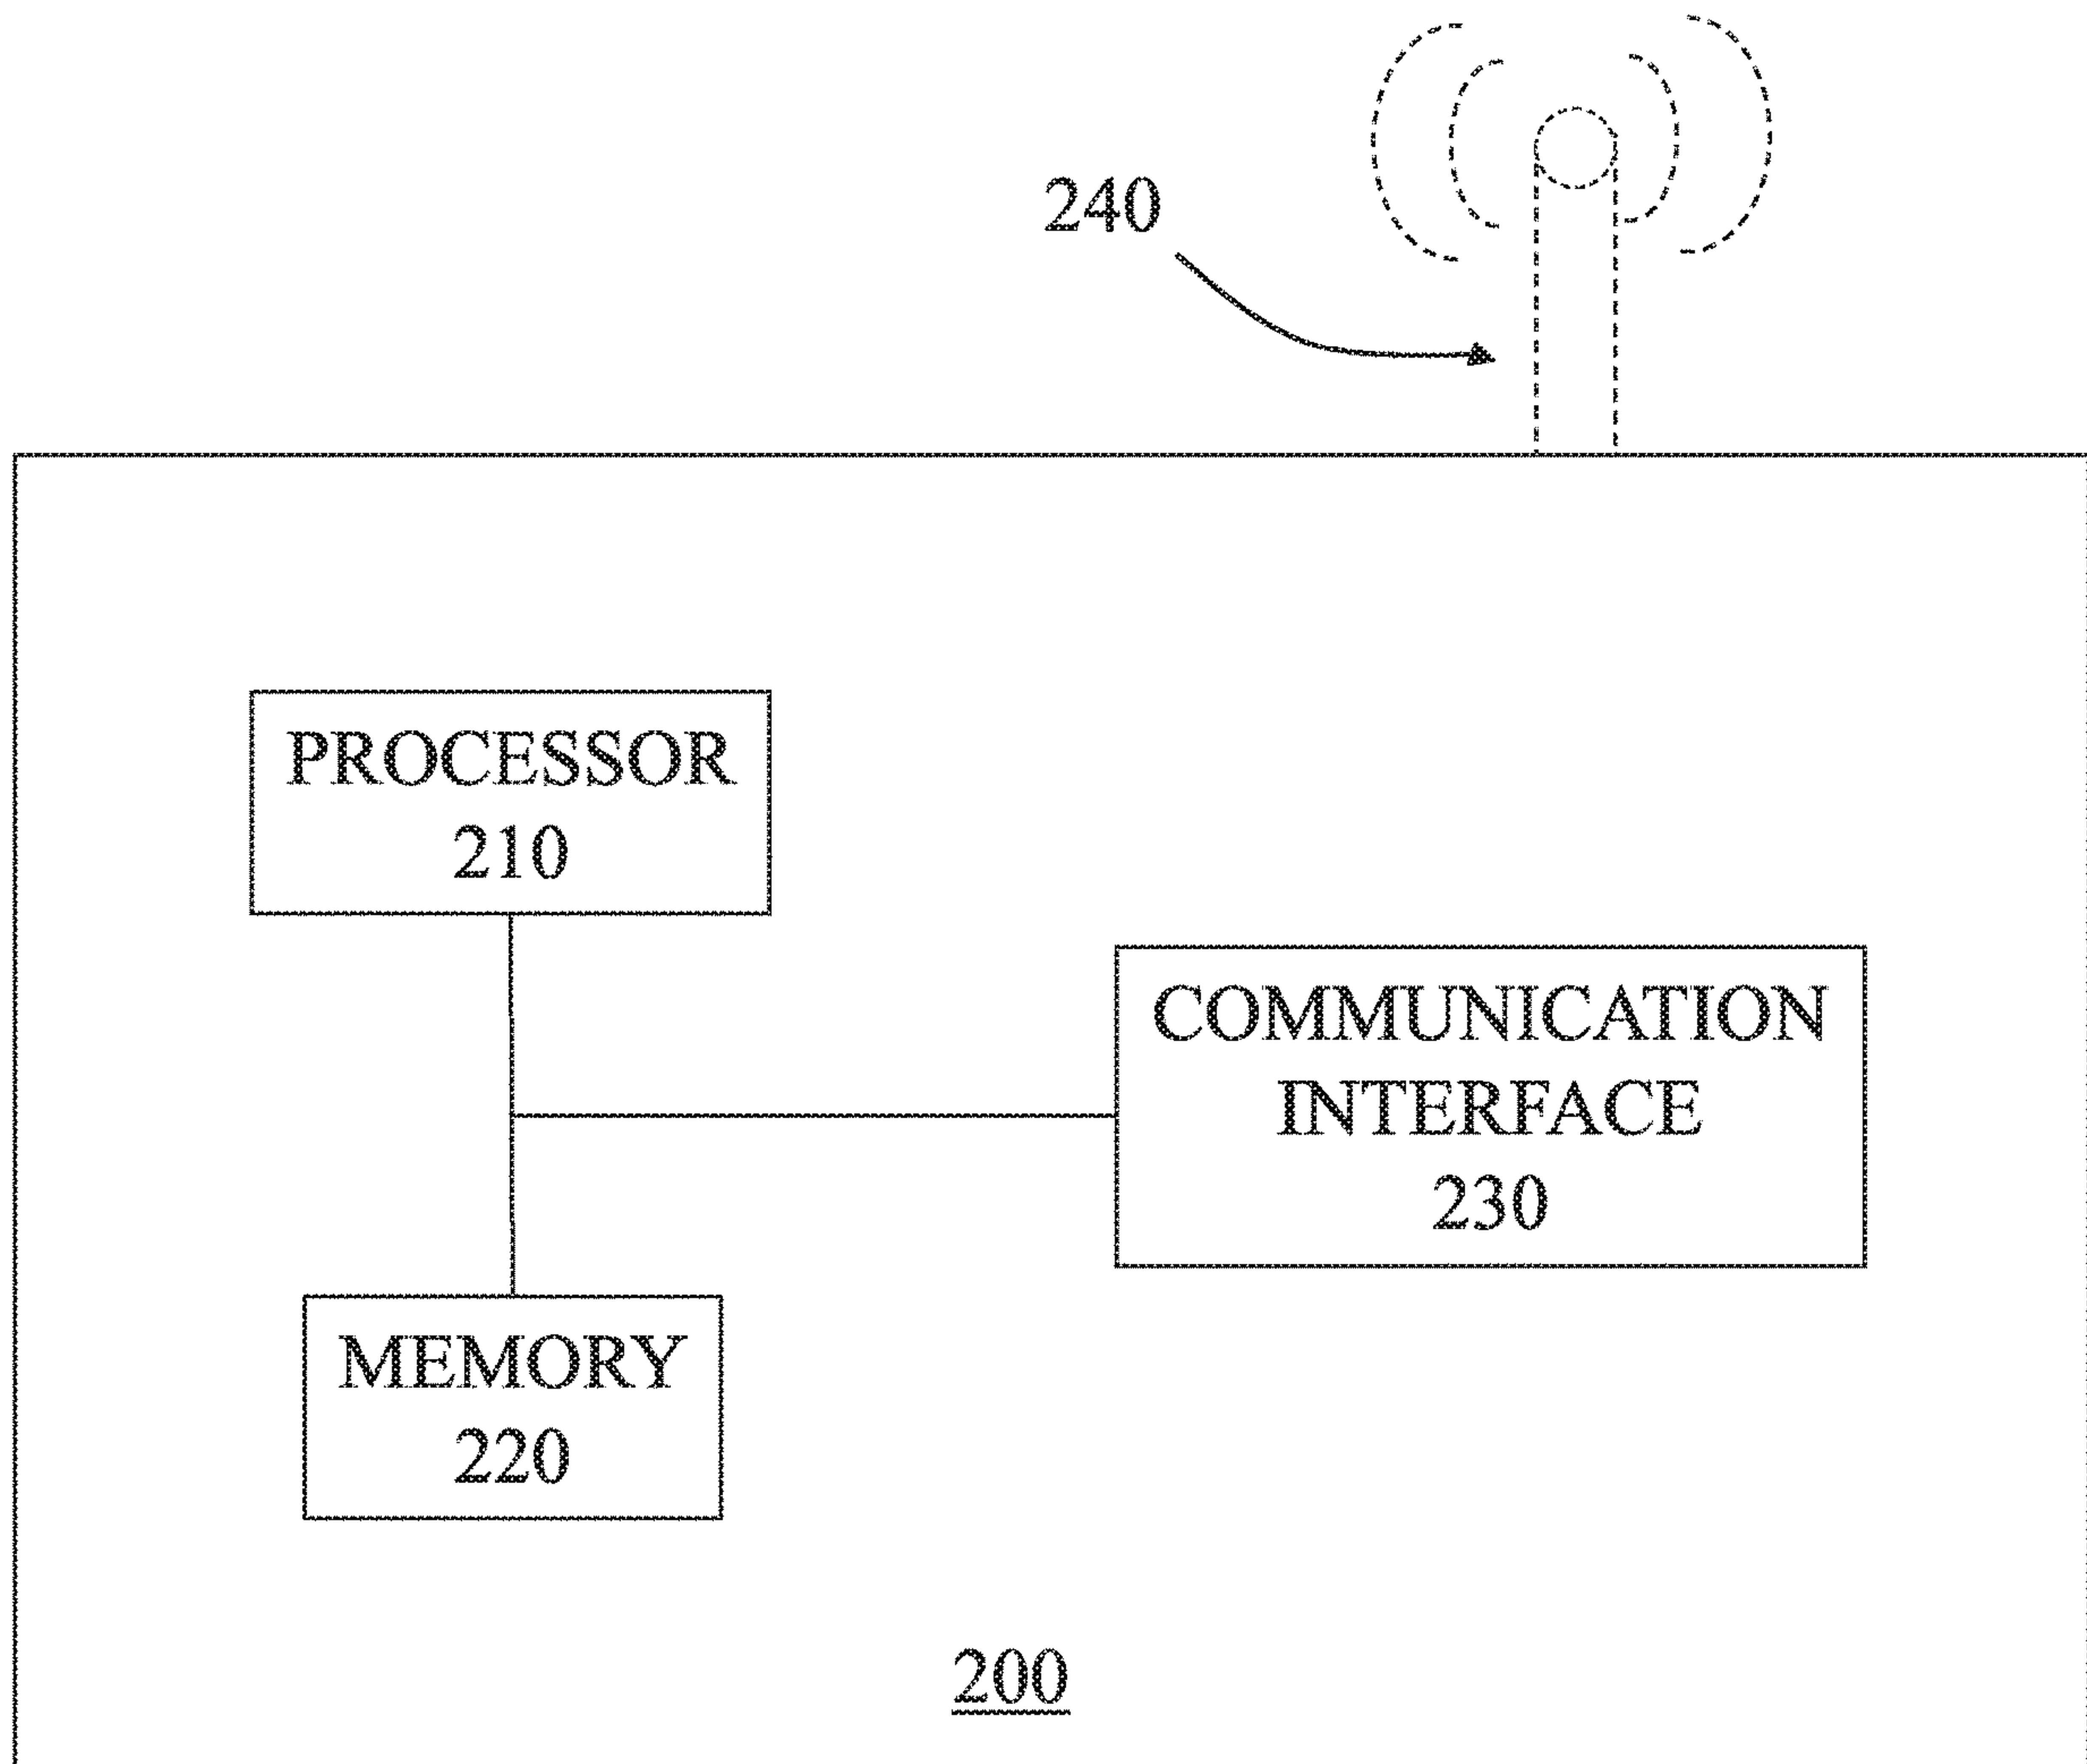 240
PROCESSOR
210
COMMUNICATION
INTERFACE
230
MEMORY
220
200